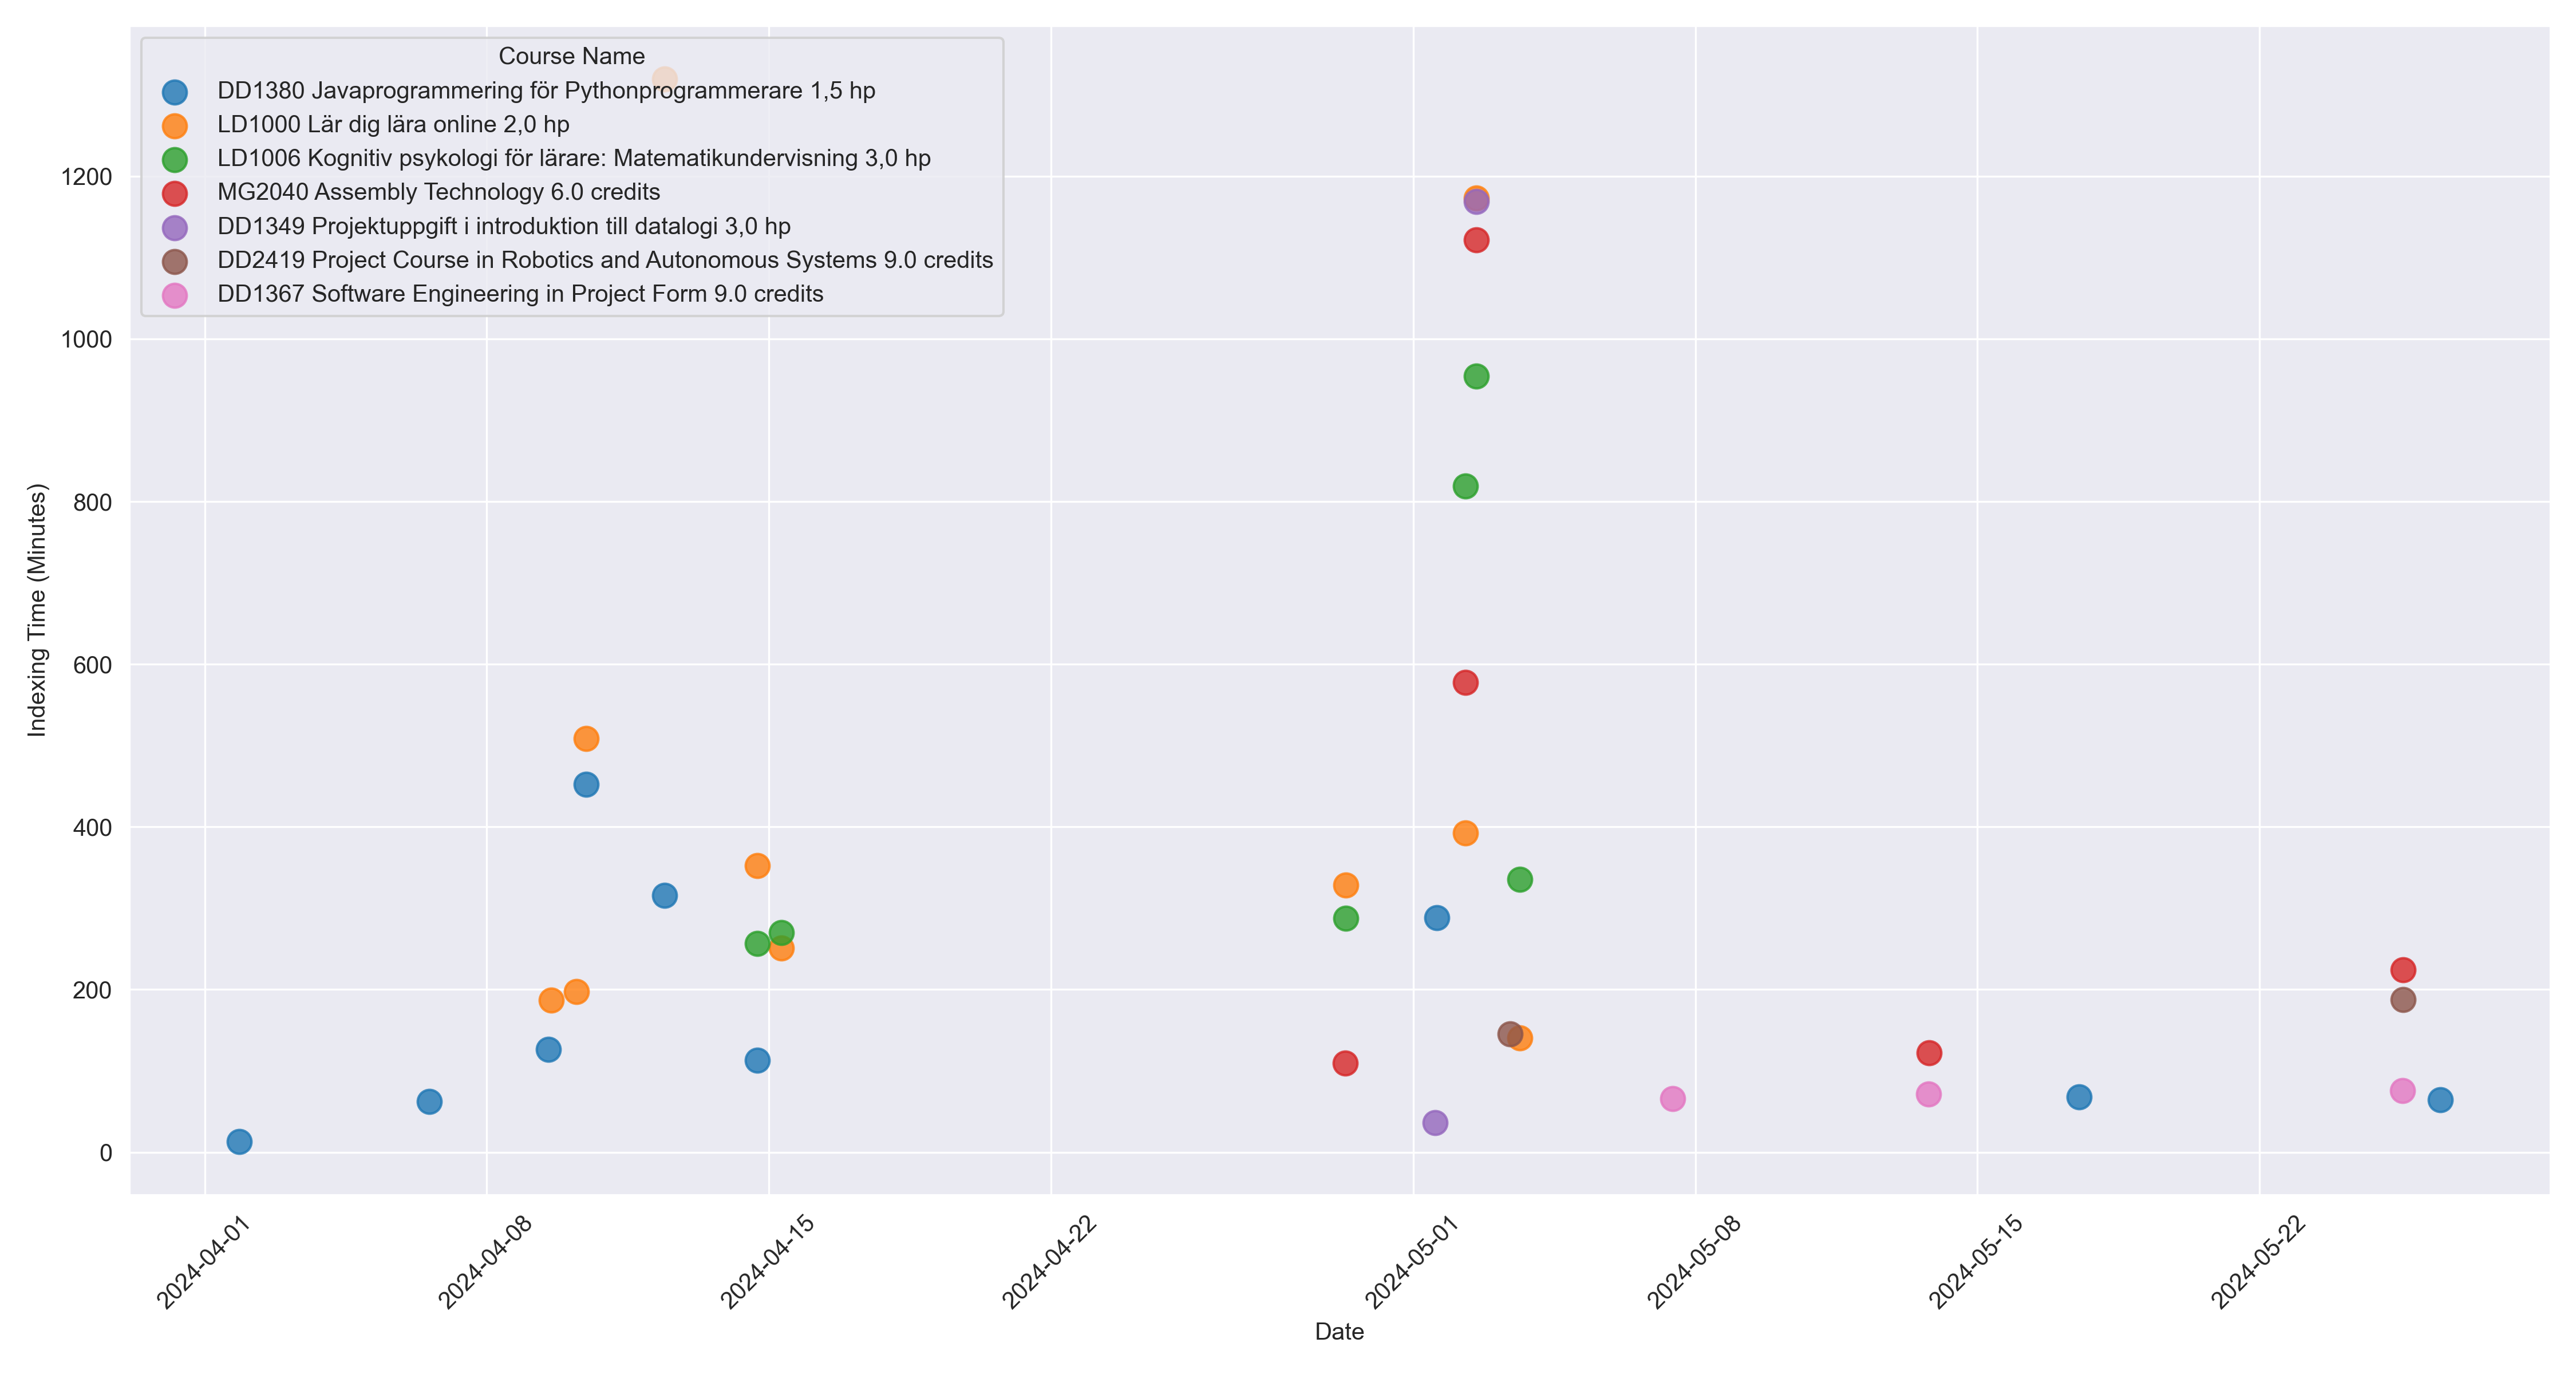 Course Name
DD1380 Javaprogrammering för Pythonprogrammerare 1,5 hp
LD1000 Lär dig lära online 2,0 hp
LD1006 Kognitiv psykologi för lärare: Matematikundervisning 3,0 hp
MG2040 Assembly Technology 6.0 credits
DD1349 Projektuppgift i introduktion till datalogi 3,0 hp
DD2419 Project Course in Robotics and Autonomous Systems 9.0 credits
DD1367 Software Engineering in Project Form 9.0 credits
1200
1000
800
600
400
200
0
Indexing Time (Minutes)
2024-04-01
2024-04-08
2024-04-15
2024-04-22
2024-05-01
2024-05-08
2024-05-15
2024-05-22
Date